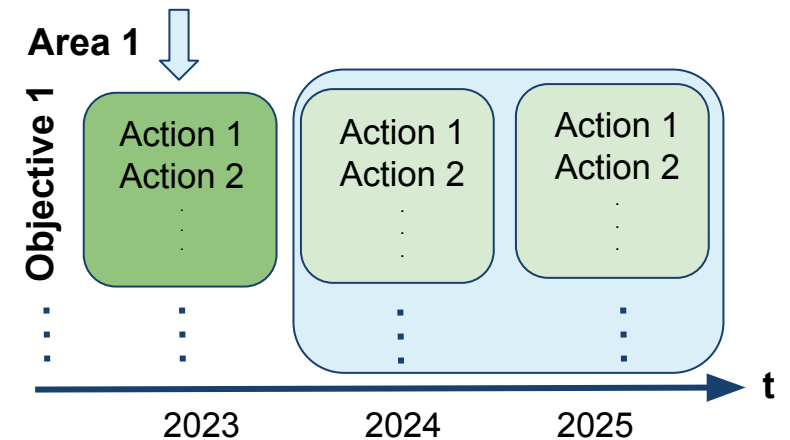 Area 1
Objective 1
Action 1
Action 2
.
.
.
Action 1
Action 2
.
.
.
Action 1
Action 2
.
.
.
t
2023
2024
2025